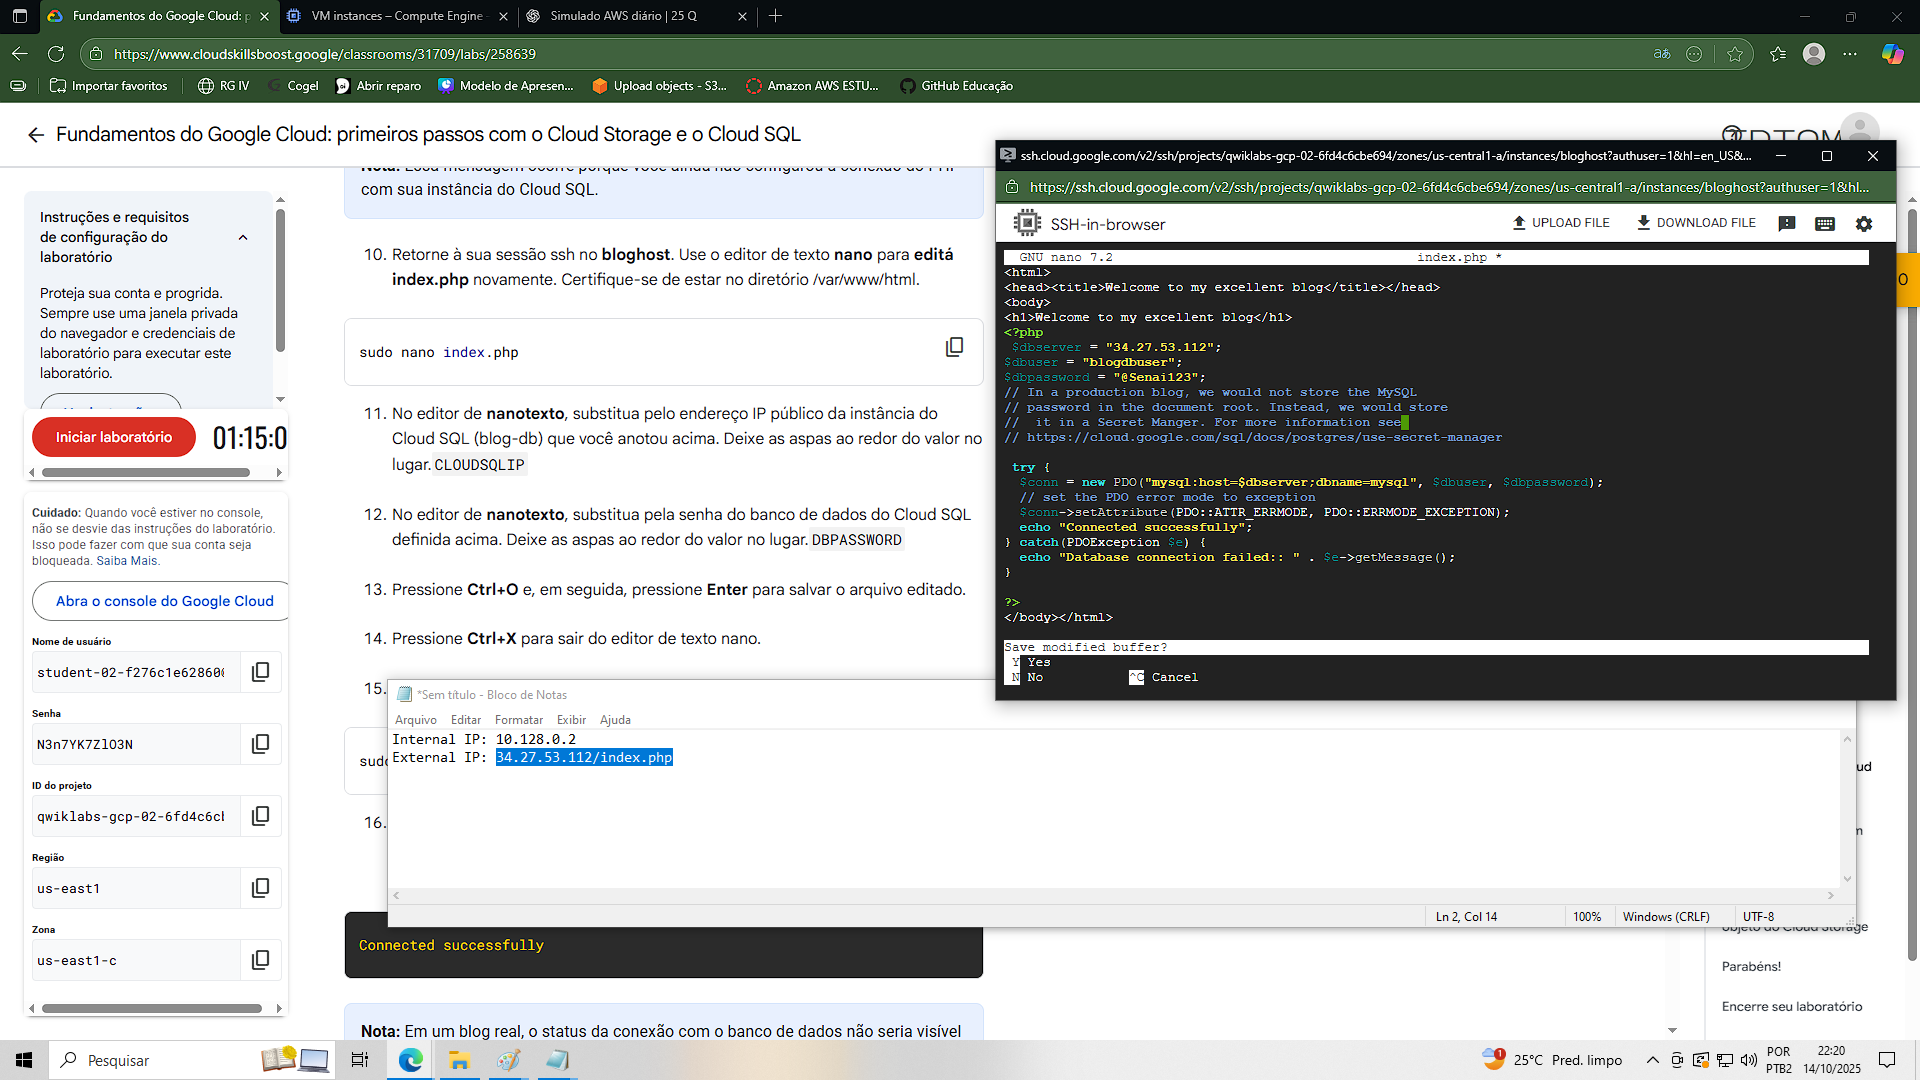 Fundamentos do Google Cloud: p
VM instances – Compute Engine
Simulado AWS diário | 25 Q
https://www.cloudskillsboost.google/classrooms/31709/labs/258639
Importar favoritos
RG IV
Cogel
Abrir reparo
Modelo de Apresen...
Upload objects - S3...
Amazon AWS ESTU...
GitHub Educação
Fundamentos do Google Cloud: primeiros passos com o Cloud Storage e o Cloud SQL
Instruções e requisitos
de configuração do
laboratório
Proteja sua conta e progrida.
Sempre use uma janela privada
do navegador e credenciais de
laboratório para executar este
laboratório.
Iniciar laboratório
01:15:0
Cuidado: Quando você estiver no console,
não se desvie das instruções do laboratório.
Isso pode fazer com que sua conta seja
bloqueada. Saiba Mais.
Abra o console do Google Cloud
Nome de usuário
student-02-f276c1e62860
Senha
N3n7YK7ZlO3N
ID do projeto
qwiklabs-gcp-02-6fd4c6c
Região
us-east1
Zona
us-east1-c
com sua instância do Cloud SQL.
10. Retorne à sua sessão ssh no bloghost. Use o editor de texto nano para editá
index.php novamente. Certifique-se de estar no diretório /var/www/html.
sudo nano index.php
11. No editor de nanotexto, substitua pelo endereço IP público da instância do
Cloud SQL (blog-db) que você anotou acima. Deixe as aspas ao redor do valor no
lugar. CLOUDSQLIP
12. No editor de nanotexto, substitua pela senha do banco de dados do Cloud SQL
definida acima. Deixe as aspas ao redor do valor no lugar. DBPASSWORD
13. Pressione Ctrl+O e, em seguida, pressione Enter para salvar o arquivo editado.
14. Pressione Ctrl+X para sair do editor de texto nano.
15.
sudo
16.
Connected successfully
Nota: Em um blog real, o status da conexão com o banco de dados não seria visível
ssh.cloud.google.com/v2/ssh/projects/qwiklabs-gcp-02-6fd4c6cbe694/zones/us-central1-a/instances/bloghost?authuser=1&hl=en_US&...
https://ssh.cloud.google.com/v2/ssh/projects/qwiklabs-gcp-02-6fd4c6cbe694/zones/us-central1-a/instances/bloghost?authuser=1&hl...
SSH-in-browser
UPLOAD FILE
DOWNLOAD FILE
GNU nano 7.2 index.php *
<html>
<head><title>Welcome to my excellent blog</title></head>
<body>
<h1>Welcome to my excellent blog</h1>
<?php
$dbserver = "34.27.53.112";
$dbuser = "blogdbuser";
$dbpassword = "@Senai123";
// In a production blog, we would not store the MySQL
// password in the document root. Instead, we would store
// it in a Secret Manger. For more information see
// https://cloud.google.com/sql/docs/postgres/use-secret-manager
try {
$conn = new PDO("mysql:host=$dbserver;dbname=mysql", $dbuser, $dbpassword);
// set the PDO error mode to exception
$conn->setAttribute(PDO::ATTR_ERRMODE, PDO::ERRMODE_EXCEPTION);
echo "Connected successfully";
} catch(PDOException $e) {
echo "Database connection failed:: " . $e->getMessage();
}
?>
</body></html>
Save modified buffer?
Y Yes
N No ^C Cancel
*Sem título - Bloco de Notas
Arquivo Editar Formatar Exibir Ajuda
Internal IP: 10.128.0.2
External IP: 34.27.53.112/index.php
Ln 2, Col 14
100%
Windows (CRLF)
UTF-8
objeto do Cloud Storage
Parabéns!
Encerre seu laboratório
Pesquisar
1
25°C Pred. limpo
POR
PTB2
22:20
14/10/2025